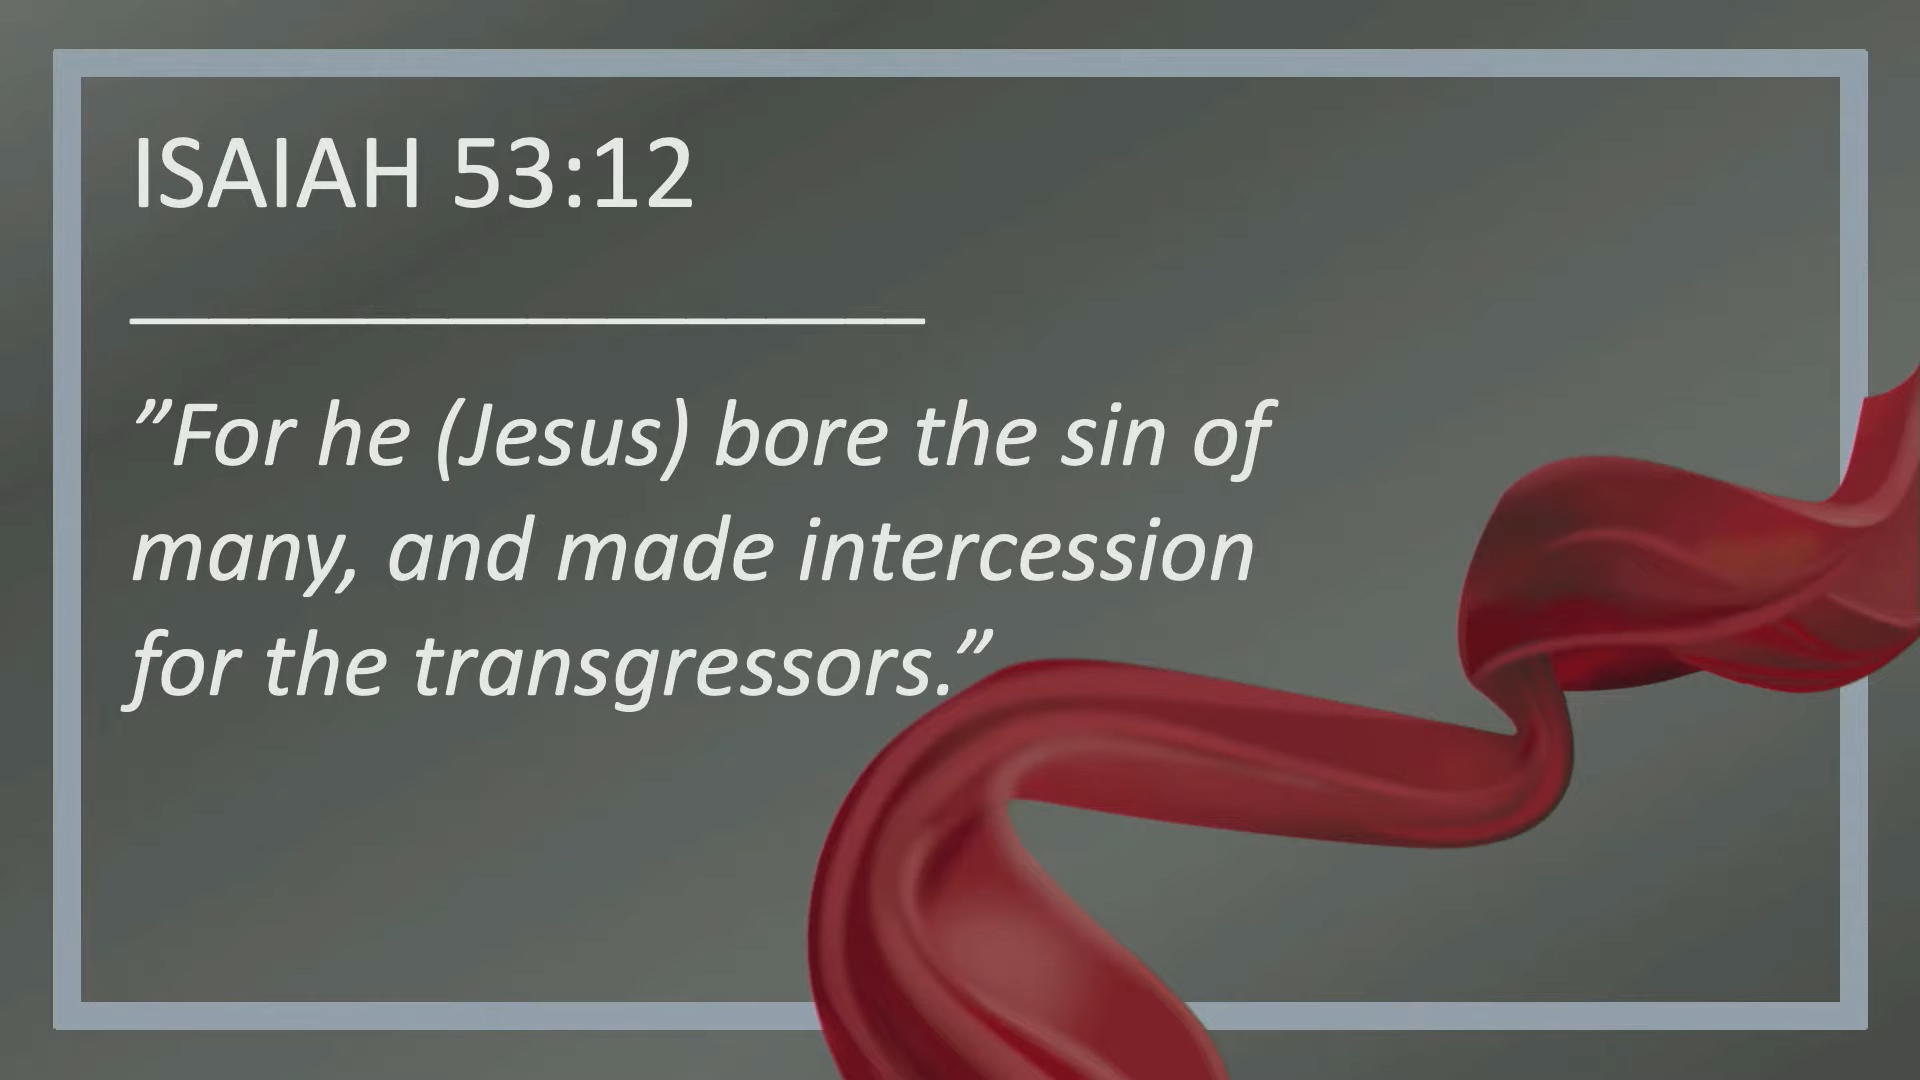 ISAIAH 53:12
”For he (Jesus) bore the sin of
many, and made intercession
for the transgressors.”